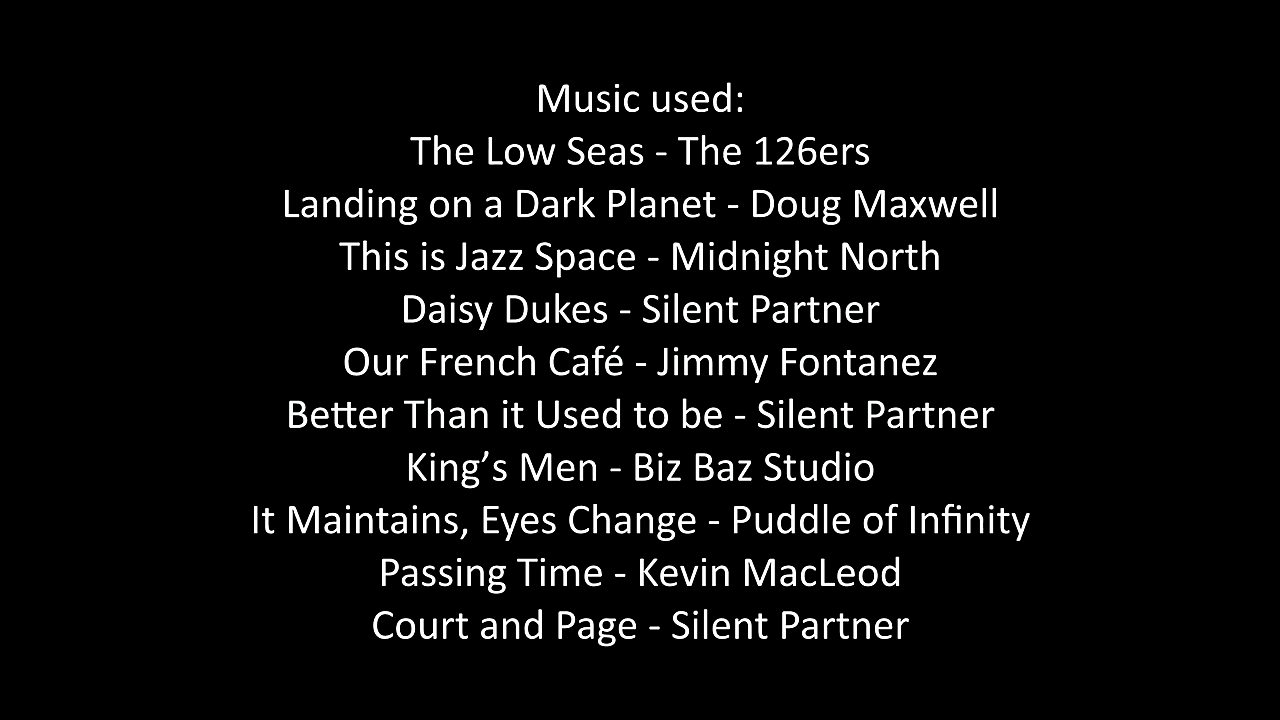 Music used:
The Low Seas - The 126ers
Landing on a Dark Planet - Doug Maxwell
This is Jazz Space - Midnight North
Daisy Dukes - Silent Partner
Our French Café - Jimmy Fontanez
Better Than it Used to be - Silent Partner
King’s Men - Biz Baz Studio
It Maintains, Eyes Change - Puddle of Infinity
Passing Time - Kevin MacLeod
Court and Page - Silent Partner